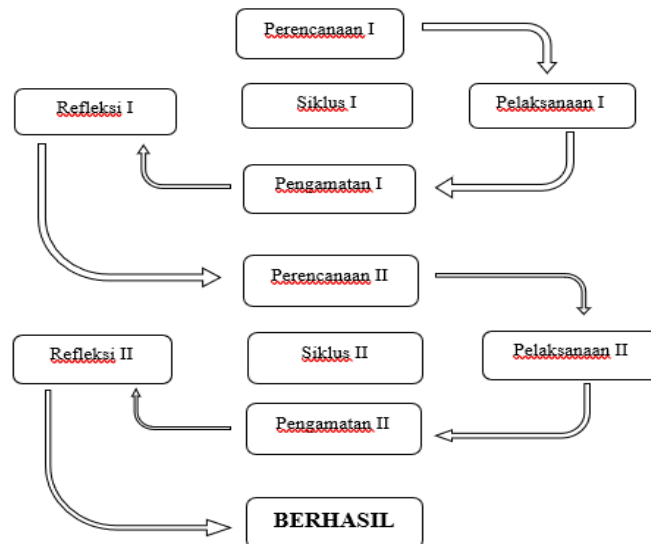 Perencanaan I
Refleksi I
Siklus I
Pelaksanaan I
Pengamatan I
Perencanaan II
Refleksi II
Siklus II
Pelaksanaan II
Pengamatan II
BERHASIL